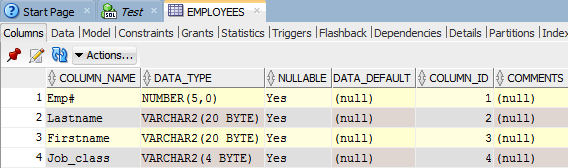 Start Page Test EMPLOYEES
Columns Data Model Constraints Grants Statistics Triggers Flashback Dependencies Details Partitions Index
Actions...
COLUMN_NAME DATA_TYPE NULLABLE DATA_DEFAULT COLUMN_ID COMMENTS
1 Emp# NUMBER(5,0) Yes (null) 1 (null)
2 Lastname VARCHAR2(20 BYTE) Yes (null) 2 (null)
3 Firstname VARCHAR2(20 BYTE) Yes (null) 3 (null)
4 Job_class VARCHAR2(4 BYTE) Yes (null) 4 (null)